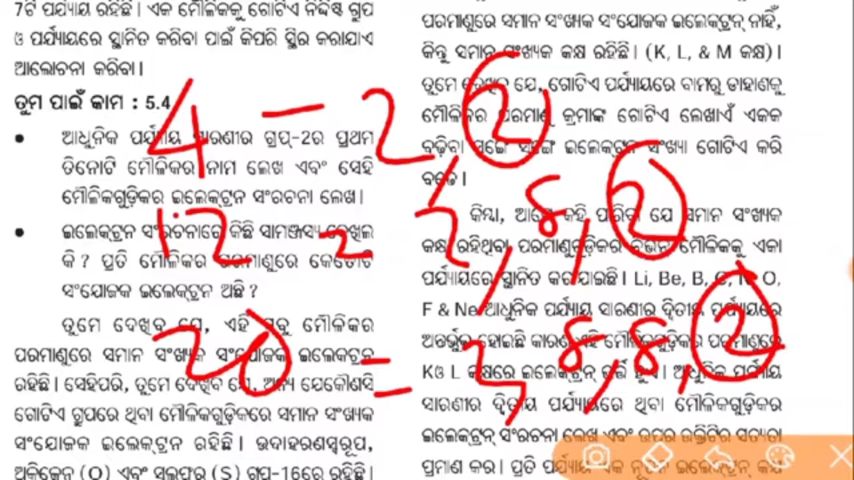 7ଟି ପର୍ଯ୍ୟାୟ ରହିଛି । ଏକ ମୌଳିକକୁ ଗୋଟିଏ ନିର୍ଦ୍ଦିଷ୍ଟ ଗ୍ରୁପ
ଓ ପର୍ଯ୍ୟାୟରେ ସ୍ଥାନିତ କରିବା ପାଇଁ କିପରି ସ୍ଥିର କରାଯାଏ
ଆଲୋଚନା କରିବା ।
ତୁମ ପାଇଁ କାମ : 5.4
● ଆଧୁନିକ ପର୍ଯ୍ୟାୟ ସାରଣୀର ଗ୍ରୁପ-2ର ପ୍ରଥମ
ତିନୋଟି ମୌଳିକର ନାମ ଲେଖ ଏବଂ ସେହି
ମୌଳିକଗୁଡ଼ିକର ଇଲେକ୍ଟ୍ରନ ସଂରଚନା ଲେଖ ।
● ଇଲେକଟ୍ରନ ସଂରଚନାରେ କିଛି ସାମଞ୍ଜସ୍ୟ ଦେଖିଲ
କି ? ପ୍ରତି ମୌଳିକର ପରମାଣୁରେ କେତୋଟି
ସଂଯୋଜକ ଇଲେକଟ୍ରନ ଅଛି ?
ତୁମେ ଦେଖିବ ଯେ, ଏହି ସବୁ ମୌଳିକର
ପରମାଣୁରେ ସମାନ ସଂଖ୍ୟକ ସଂଯୋଜକ ଇଲେକଟ୍ରନ
ରହିଛି । ସେହିପରି, ତୁମେ ଦେଖିବ ଯେ, ଅନ୍ୟ ଯେକୌଣସି
ଗୋଟିଏ ଗ୍ରୁପରେ ଥିବା ମୌଳିକଗୁଡ଼ିକରେ ସମାନ ସଂଖ୍ୟକ
ସଂଯୋଜକ ଇଲେକ୍‌ଟ୍ରନ ରହିଛି । ଉଦାହରଣସ୍ୱରୂପ,
ଅକ୍ସିଜେନ (O) ଏବଂ ସଲଫର (S) ଗ୍ରୁପ-16ରେ ରହିଛି ।
ପରମାଣୁରେ ସମାନ ସଂଖ୍ୟକ ସଂଯୋଜକ ଇଲେକ୍‌ଟ୍ରନ୍ ନାହିଁ,
କିନ୍ତୁ ସମାନ ସଂଖ୍ୟକ କକ୍ଷ ରହିଛି । (K, L, & M କକ୍ଷ) ।
ତୁମେ ଦେଖିବ ଯେ, ଗୋଟିଏ ପର୍ଯ୍ୟାୟରେ ବାମରୁ ଡାହାଣକୁ
ମୌଳିକର ପରମାଣୁ କ୍ରମାଙ୍କ ଗୋଟିଏ ଲେଖାଏଁ ଏକକ
ବଢ଼ିବା ସଙ୍ଗେ ସଙ୍ଗେ ଇଲେକ୍‌ଟ୍ରନ ସଂଖ୍ୟା ଗୋଟିଏ କରି
ବଢ଼େ ।
କିମ୍ବା, ଆମ୍ଭେ କହି ପାରିବା ଯେ ସମାନ ସଂଖ୍ୟକ
କକ୍ଷ ରହିଥିବା ପରମାଣୁଗୁଡ଼ିକର ବିଭିନ୍ନ ମୌଳିକକୁ ଏକା
ପର୍ଯ୍ୟାୟରେ ସ୍ଥାନିତ କରାଯାଇଛି । Li, Be, B, C, N, O,
F & Ne ଆଧୁନିକ ପର୍ଯ୍ୟାୟ ସାରଣୀର ଦ୍ୱିତୀୟ ପର୍ଯ୍ୟାୟରେ
ଅନ୍ତର୍ଭୁକ୍ତ ହୋଇଛି କାରଣ ଏହି ମୌଳିକଗୁଡ଼ିକର ପରମାଣୁରେ
Kଓ L କକ୍ଷରେ ଇଲେକ୍‌ଟ୍ରନ୍ ପୂର୍ତ୍ତି ହୁଏ । ଆଧୁନିକ ପର୍ଯ୍ୟାୟ
ସାରଣୀର ଦ୍ୱିତୀୟ ପର୍ଯ୍ୟାୟରେ ଥିବା ମୌଳିକଗୁଡ଼ିକର
ଇଲେକ୍‌ଟ୍ରନ୍ ସଂରଚନା ଲେଖ ଏବଂ ଉପର ଉକ୍ତିଟିର ସତ୍ୟତା
ପ୍ରମାଣ କର । ପ୍ରତି ପର୍ଯ୍ୟାୟ ଏକ ନୂତନ ଇଲେକ୍‌ଟ୍ରନ୍ କକ୍ଷ
4 – 2, 2
12 = 2, 8, 2
20 = 2, 8, 8, 2